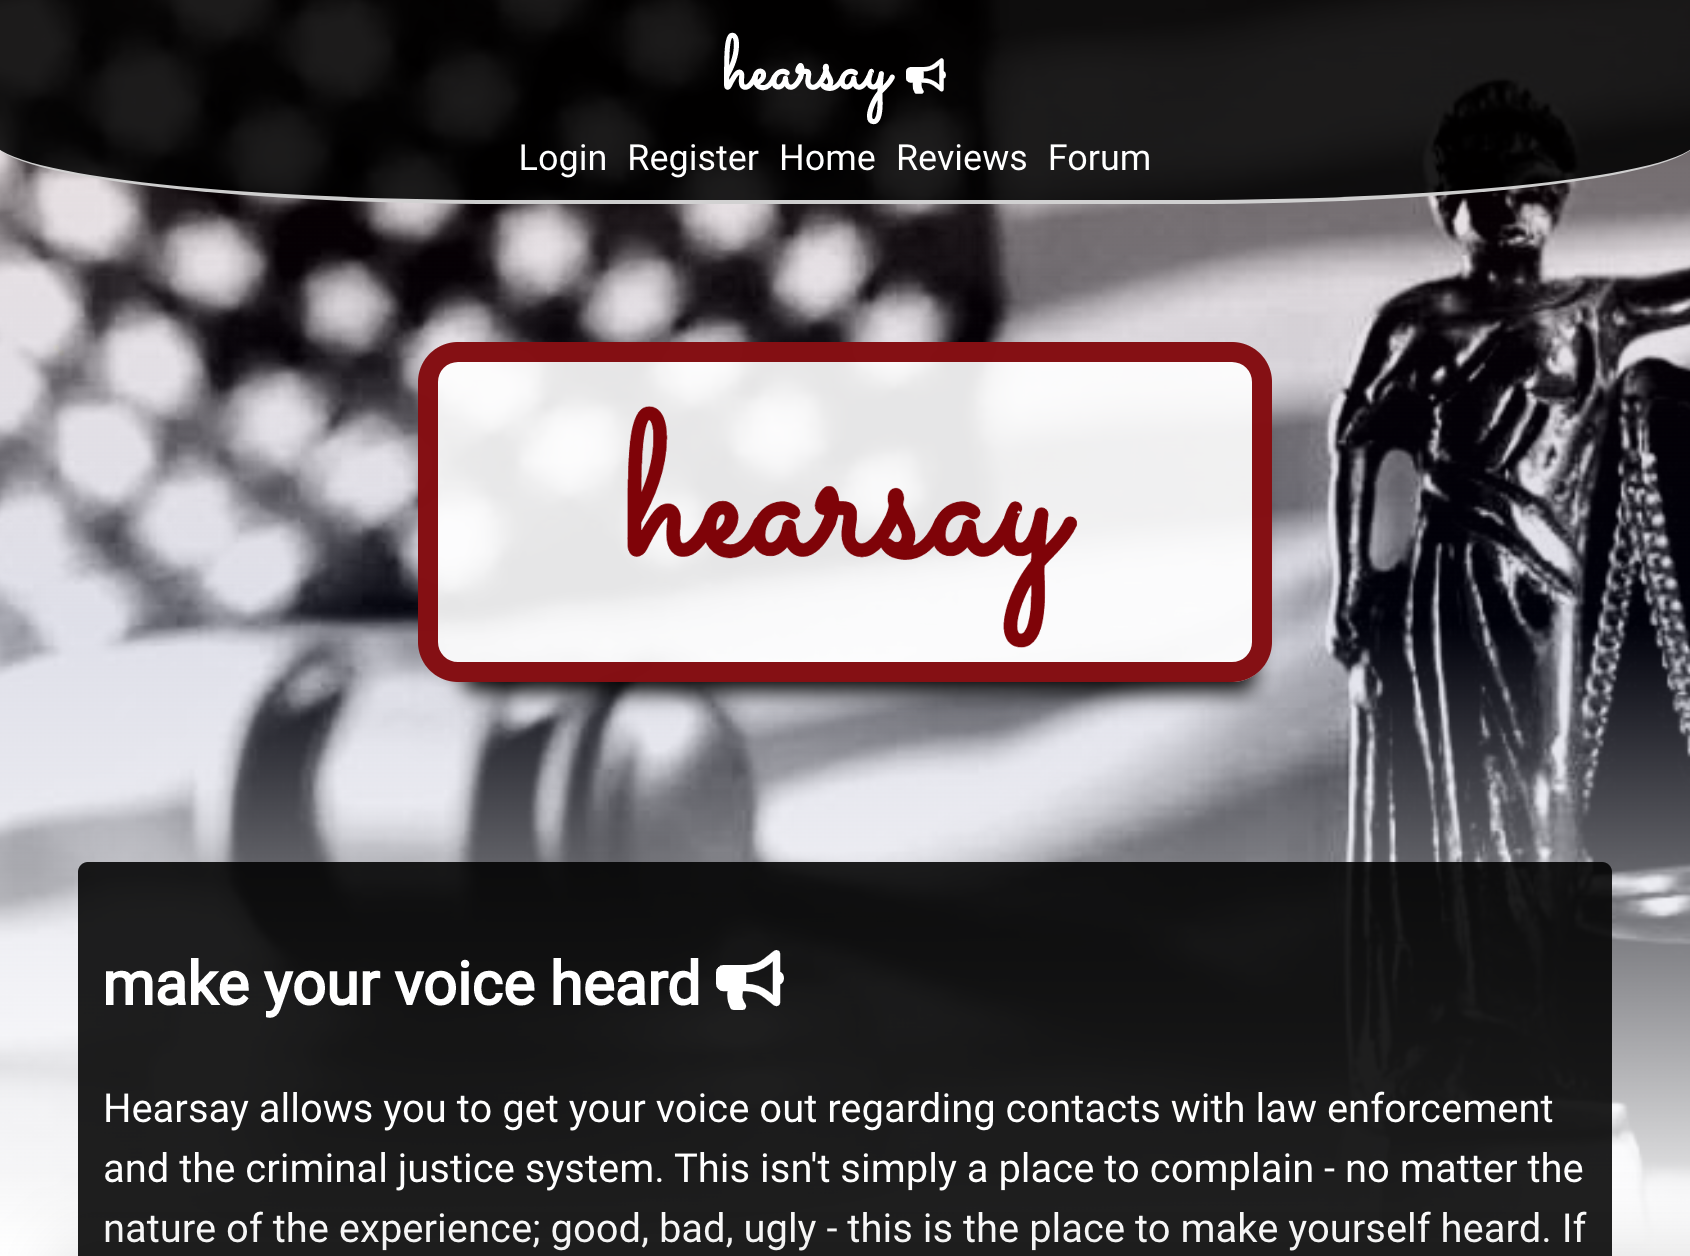 hearsay
Login Register Home Reviews Forum
hearsay
make your voice heard
Hearsay allows you to get your voice out regarding contacts with law enforcement
and the criminal justice system. This isn't simply a place to complain - no matter the
nature of the experience; good, bad, ugly - this is the place to make yourself heard. If